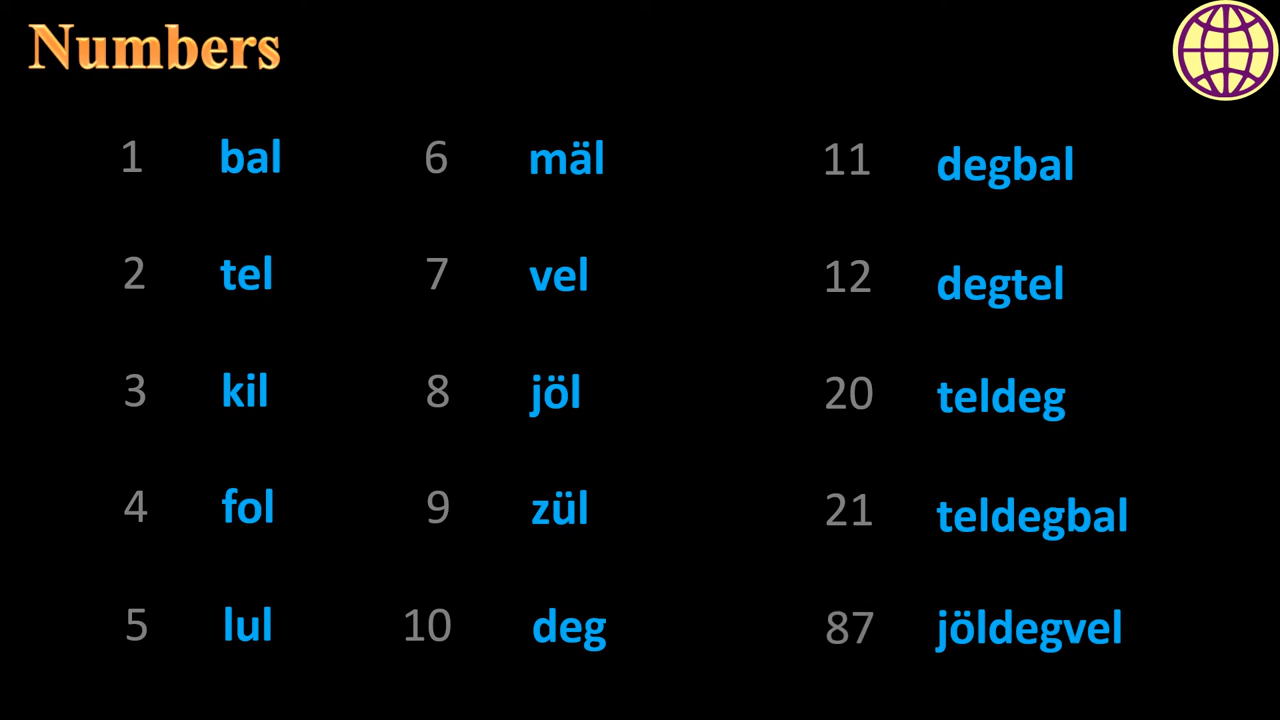 Numbers
1 bal 6 mäl 11 degbal
2 tel 7 vel 12 degtel
3 kil 8 jöl 20 teldeg
4 fol 9 zül 21 teldegbal
5 lul 10 deg 87 jöldegvel